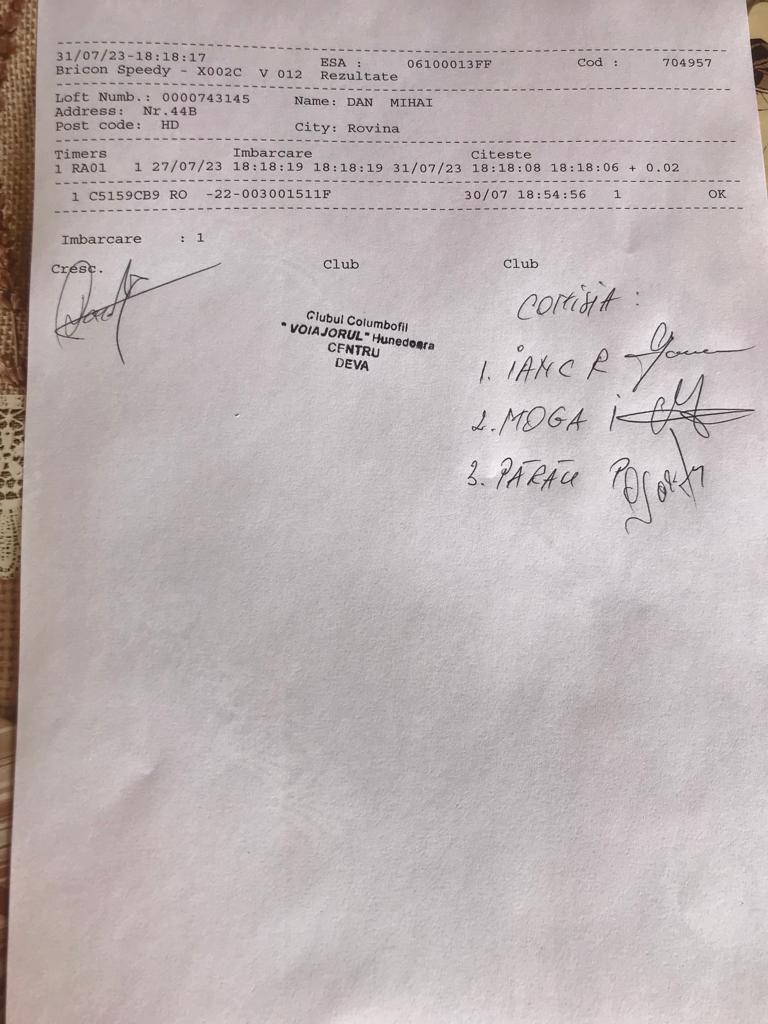 31/07/23-18:18:17 ESA : 06100013FF Cod : 704957
Bricon Speedy - X002C V 012 Rezultate
Loft Numb.: 0000743145 Name: DAN MIHAI
Address: Nr.44B
Post code: HD City: Rovina
Timers Imbarcare Citeste
1 RA01 1 27/07/23 18:18:19 18:18:19 31/07/23 18:18:08 18:18:06 + 0.02
1 C5159CB9 RO -22-003001511F 30/07 18:54:56 1 OK
Imbarcare : 1
Cresc. Club Club
Clubul Columbofil
"VOIAJORUL" Hunedoara
CENTRU
DEVA
COMISIA :
1. IANC R
2. MOGA I
3. PĂRĂU P